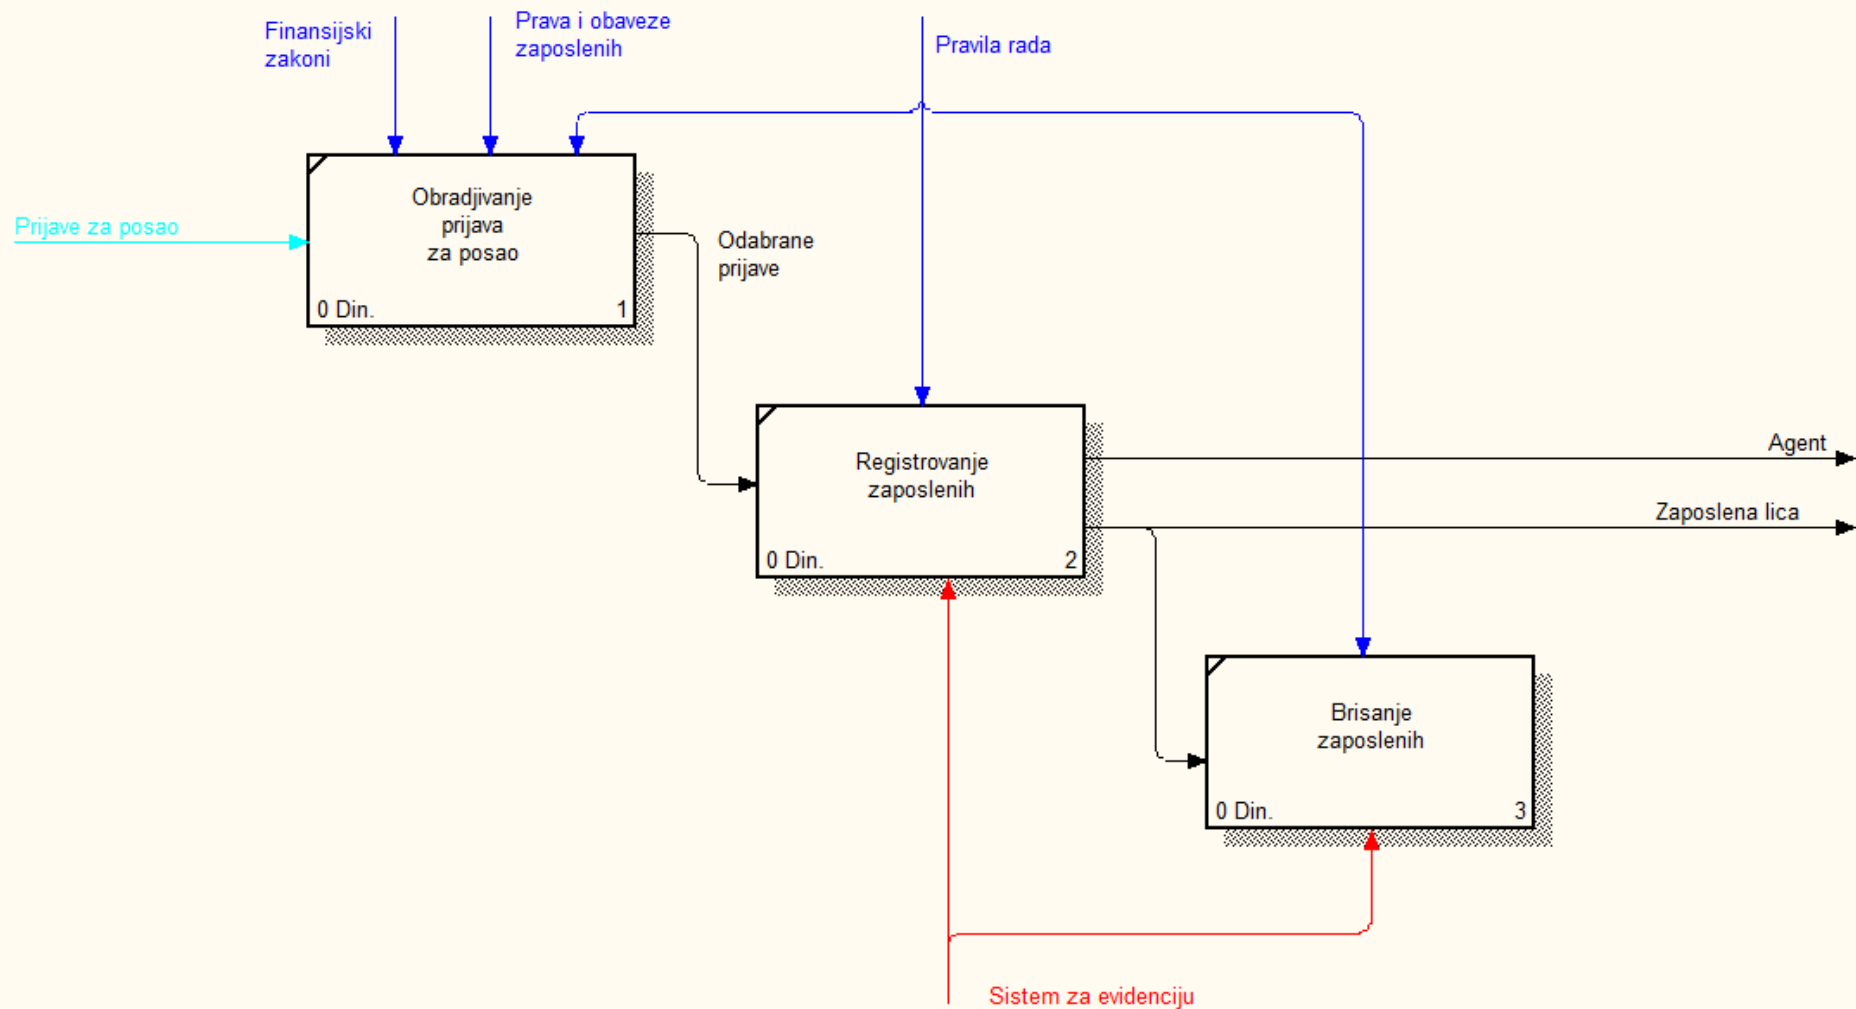 Finansijski
zakoni
Prava i obaveze
zaposlenih
Pravila rada
Prijave za posao
Obradjivanje
prijava
za posao
0 Din.
1
Odabrane
prijave
Registrovanje
zaposlenih
0 Din.
2
Agent
Zaposlena lica
Brisanje
zaposlenih
0 Din.
3
Sistem za evidenciju